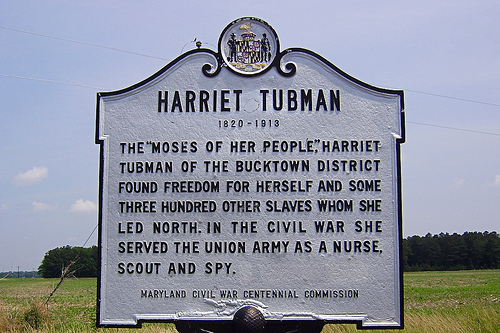 HARRIET TUBMAN
1820-1913
THE "MOSES OF HER PEOPLE", HARRIET
TUBMAN OF THE BUCKTOWN DISTRICT
FOUND FREEDOM FOR HERSELF AND SOME
THREE HUNDRED OTHER SLAVES WHOM SHE
LED NORTH. IN THE CIVIL WAR SHE
SERVED THE UNION ARMY AS A NURSE,
SCOUT AND SPY.
MARYLAND CIVIL WAR CENTENNIAL COMMISSION